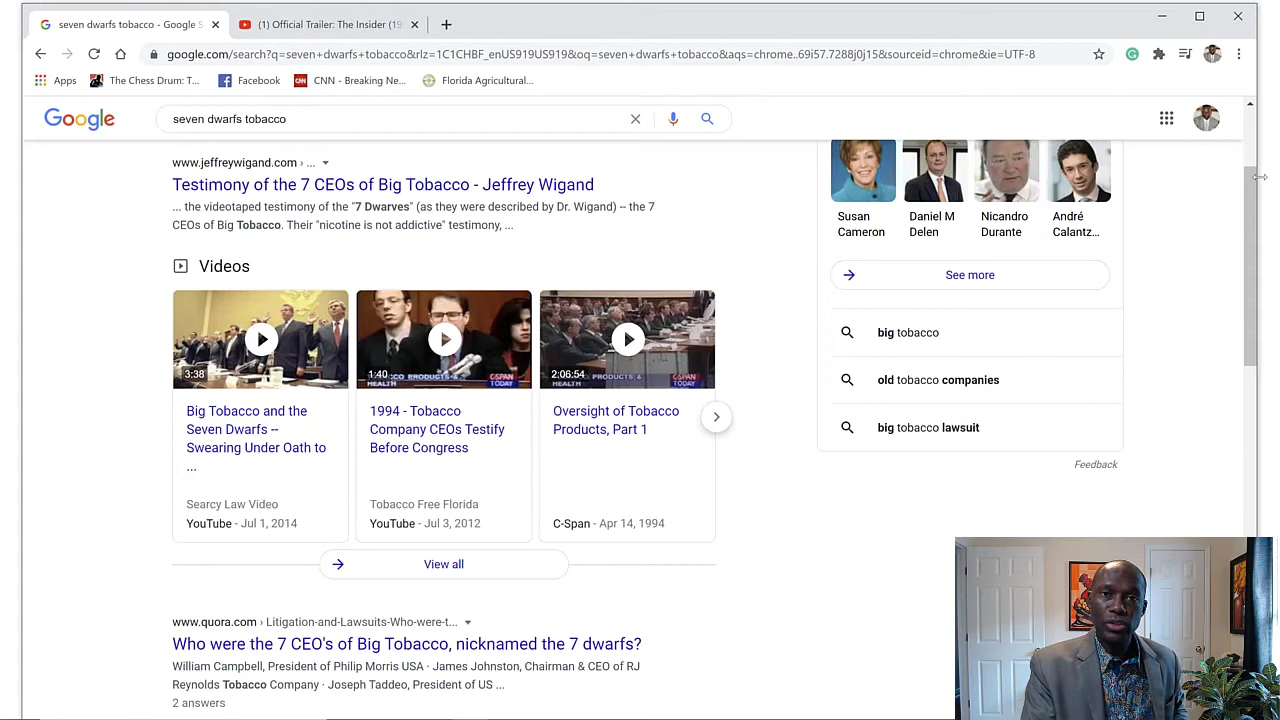 seven dwarfs tobacco - Google S
(1) Official Trailer: The Insider (19
google.com/search?q=seven+dwarfs+tobacco&rlz=1C1CHBF_enUS919US919&oq=seven+dwarfs+tobacco&aqs=chrome..69i57.7288j0j15&sourceid=chrome&ie=UTF-8
Apps
The Chess Drum: T...
Facebook
CNN - Breaking Ne...
Florida Agricultural...
Google
seven dwarfs tobacco
www.jeffreywigand.com › ...
Testimony of the 7 CEOs of Big Tobacco - Jeffrey Wigand
... the videotaped testimony of the "7 Dwarves" (as they were described by Dr. Wigand) -- the 7
CEOs of Big Tobacco. Their "nicotine is not addictive" testimony, ...
Videos
3:38
1:40
PRODUCTS &
HEALTH
C-SPAN
TODAY
2:06:54
PRODUCTS &
HEALTH
C-SPAN
TODAY
Big Tobacco and the
Seven Dwarfs --
Swearing Under Oath to
...
Searcy Law Video
YouTube - Jul 1, 2014
1994 - Tobacco
Company CEOs Testify
Before Congress
Tobacco Free Florida
YouTube - Jul 3, 2012
Oversight of Tobacco
Products, Part 1
C-Span - Apr 14, 1994
View all
www.quora.com › Litigation-and-Lawsuits-Who-were-t...
Who were the 7 CEO's of Big Tobacco, nicknamed the 7 dwarfs?
William Campbell, President of Philip Morris USA · James Johnston, Chairman & CEO of RJ
Reynolds Tobacco Company · Joseph Taddeo, President of US ...
2 answers
Susan
Cameron
Daniel M
Delen
Nicandro
Durante
André
Calantz...
See more
big tobacco
old tobacco companies
big tobacco lawsuit
Feedback